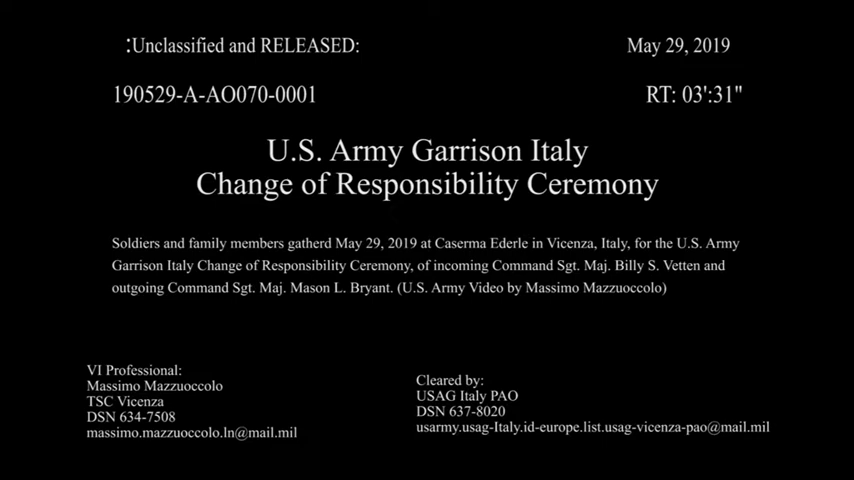 :Unclassified and RELEASED:
May 29, 2019
190529-A-AO070-0001
RT: 03':31"
U.S. Army Garrison Italy
Change of Responsibility Ceremony
Soldiers and family members gatherd May 29, 2019 at Caserma Ederle in Vicenza, Italy, for the U.S. Army
Garrison Italy Change of Responsibility Ceremony, of incoming Command Sgt. Maj. Billy S. Vetten and
outgoing Command Sgt. Maj. Mason L. Bryant. (U.S. Army Video by Massimo Mazzuoccolo)
VI Professional:
Massimo Mazzuoccolo
TSC Vicenza
DSN 634-7508
massimo.mazzuoccolo.ln@mail.mil
Cleared by:
USAG Italy PAO
DSN 637-8020
usarmy.usag-Italy.id-europe.list.usag-vicenza-pao@mail.mil